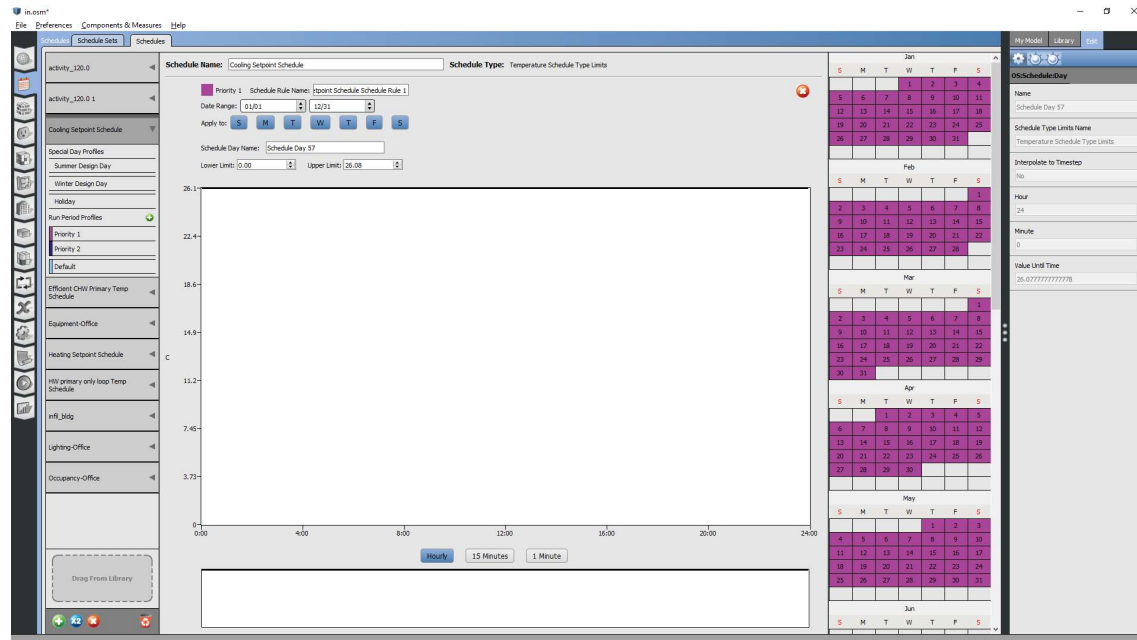 in.osm*
File Preferences Components & Measures Help
Schedules Schedule Sets Schedules
My Model Library Edit
activity_120.0
activity_120.0 1
Cooling Setpoint Schedule
Special Day Profiles
Summer Design Day
Winter Design Day
Holiday
Run Period Profiles
Priority 1
Priority 2
Default
Efficient CHW Primary Temp
Schedule
Equipment-Office
Heating Setpoint Schedule
HW primary only loop Temp
Schedule
infil_bldg
Lighting-Office
Occupancy-Office
Drag From Library
X2
Schedule Name: Cooling Setpoint Schedule Schedule Type: Temperature Schedule Type Limits
Priority 1 Schedule Rule Name: etpoint Schedule Schedule Rule 1
Date Range: 01/01 12/31
Apply to: S M T W T F S
Schedule Day Name: Schedule Day 57
Lower Limit: 0.00 Upper Limit: 26.08
26.1
22.4
18.6
14.9
C
11.2
7.45
3.73
0
0:00 4:00 8:00 12:00 16:00 20:00 24:00
Hourly 15 Minutes 1 Minute
Jan
S M T W T F S
1 2 3 4
5 6 7 8 9 10 11
12 13 14 15 16 17 18
19 20 21 22 23 24 25
26 27 28 29 30 31
Feb
S M T W T F S
1
2 3 4 5 6 7 8
9 10 11 12 13 14 15
16 17 18 19 20 21 22
23 24 25 26 27 28
Mar
S M T W T F S
1
2 3 4 5 6 7 8
9 10 11 12 13 14 15
16 17 18 19 20 21 22
23 24 25 26 27 28 29
30 31
Apr
S M T W T F S
1 2 3 4 5
6 7 8 9 10 11 12
13 14 15 16 17 18 19
20 21 22 23 24 25 26
27 28 29 30
May
S M T W T F S
1 2 3
4 5 6 7 8 9 10
11 12 13 14 15 16 17
18 19 20 21 22 23 24
25 26 27 28 29 30 31
Jun
S M T W T F S
OS:Schedule:Day
Name
Schedule Day 57
Schedule Type Limits Name
Temperature Schedule Type Limits
Interpolate to Timestep
No
Hour
24
Minute
0
Value Until Time
26.0777777777778